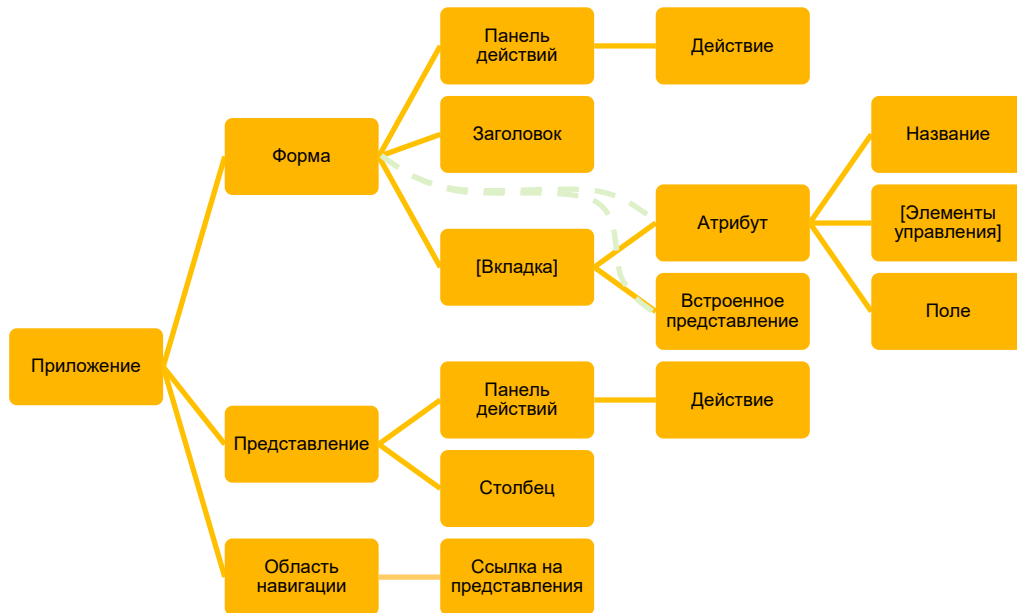 Панель
действий
Действие
Заголовок
Название
Форма
Атрибут
[Элементы
управления]
[Вкладка]
Встроенное
представление
Поле
Приложение
Панель
действий
Действие
Представление
Столбец
Область
навигации
Ссылка на
представления